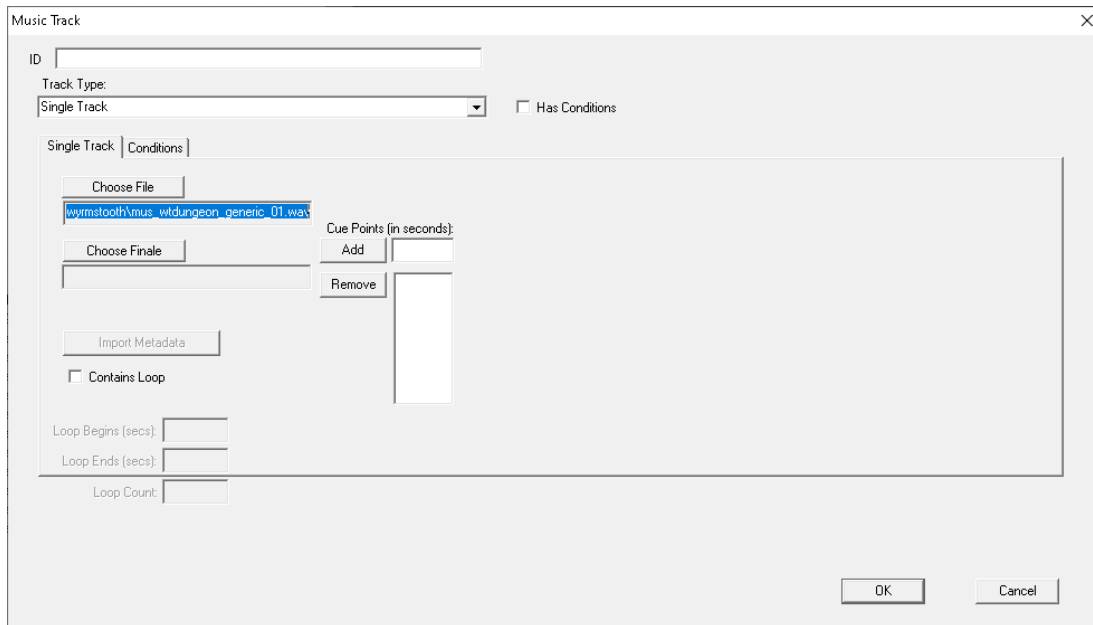 Music Track
ID
Track Type:
Single Track
Has Conditions
Single Track
Conditions
Choose File
wyrmstooth\mus_wtdungeon_generic_01.wav
Cue Points (in seconds):
Choose Finale
Add
Remove
Import Metadata
Contains Loop
Loop Begins (secs):
Loop Ends (secs):
Loop Count:
OK
Cancel